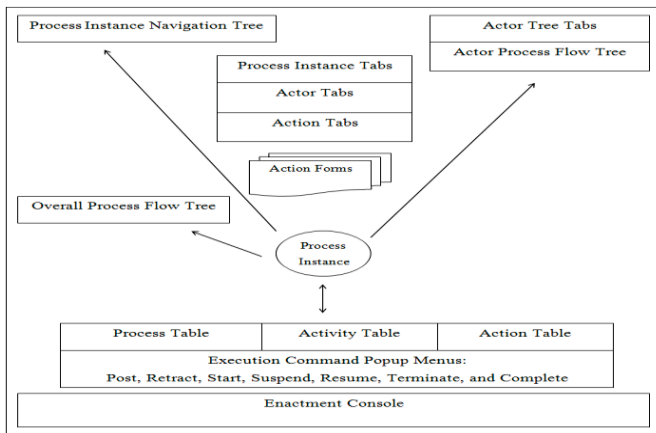 Process Instance Navigation Tree
Actor Tree Tabs
Actor Process Flow Tree
Process Instance Tabs
Actor Tabs
Action Tabs
Action Forms
Overall Process Flow Tree
Process
Instance
Process Table
Activity Table
Action Table
Execution Command Popup Menus:
Post, Retract, Start, Suspend, Resume, Terminate, and Complete
Enactment Console